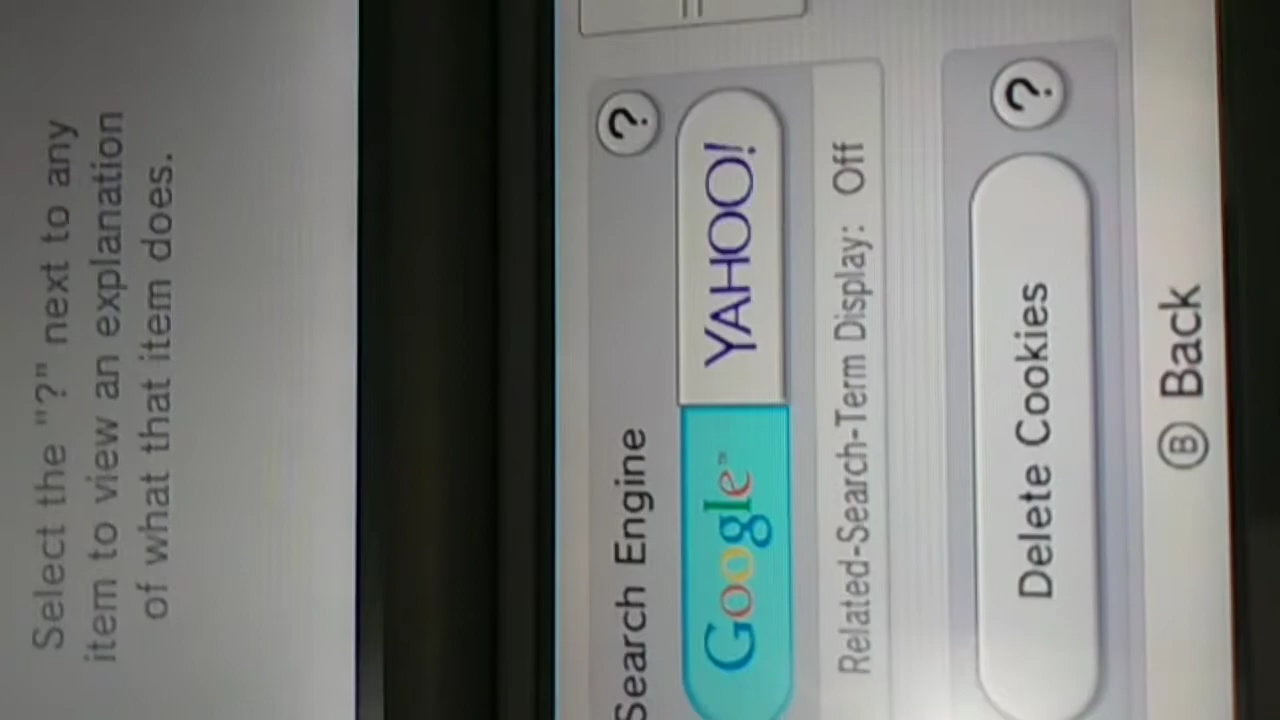 Select the "?" next to any
item to view an explanation
of what that item does.
Search Engine ?
Google™ YAHOO!
Related-Search-Term Display: Off
Delete Cookies ?
Ⓑ Back